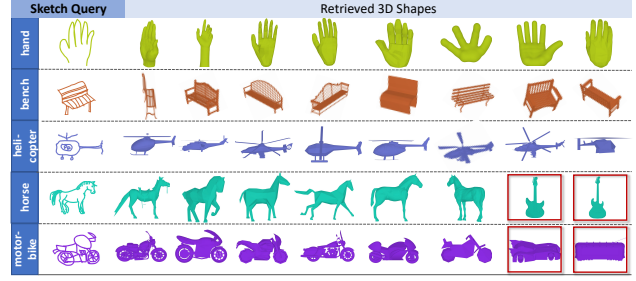 Sketch Query
Retrieved 3D Shapes
hand
bench
heli-
copter
horse
motor-
bike